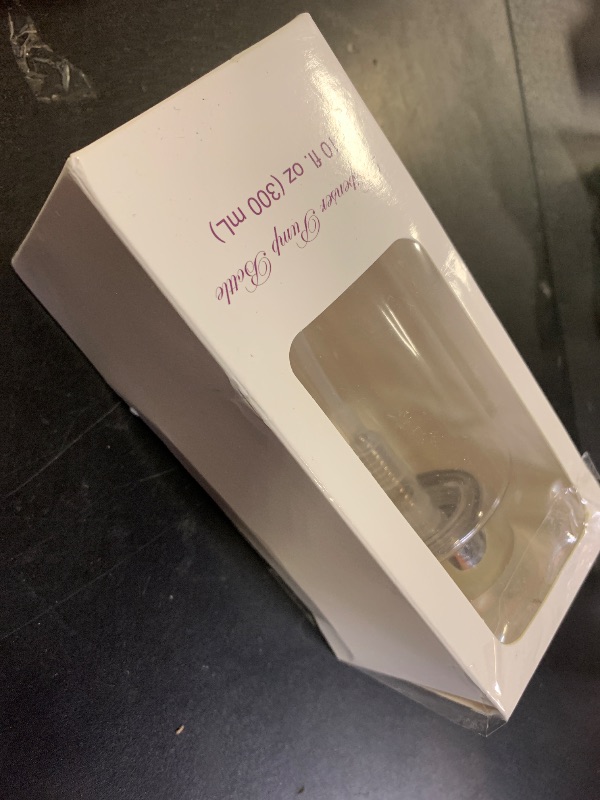 Pump Bottle
10 fl. oz (300 mL)